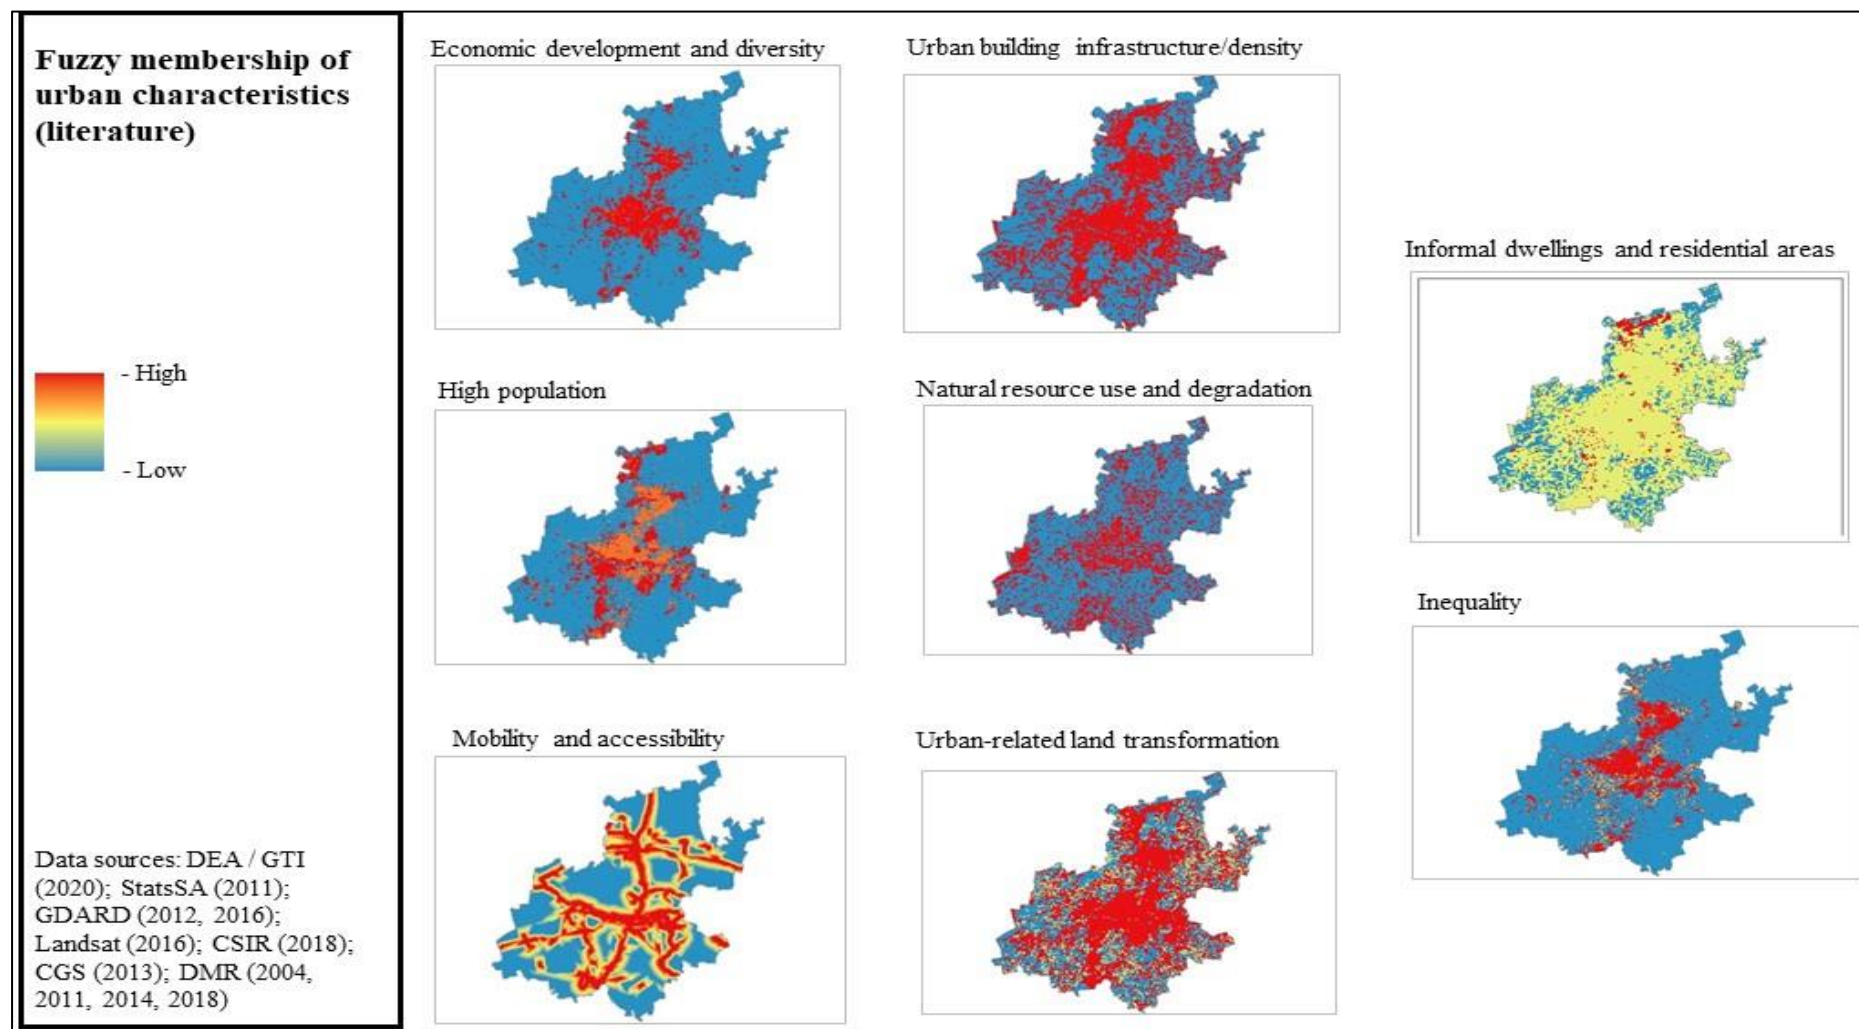 Fuzzy membership of
urban characteristics
(literature)
- High
- Low
Data sources: DEA / GTI
(2020); StatsSA (2011);
GDARD (2012, 2016);
Landsat (2016); CSIR (2018);
CGS (2013); DMR (2004,
2011, 2014, 2018)
Economic development and diversity
Urban building infrastructure/density
Informal dwellings and residential areas
High population
Natural resource use and degradation
Inequality
Mobility and accessibility
Urban-related land transformation